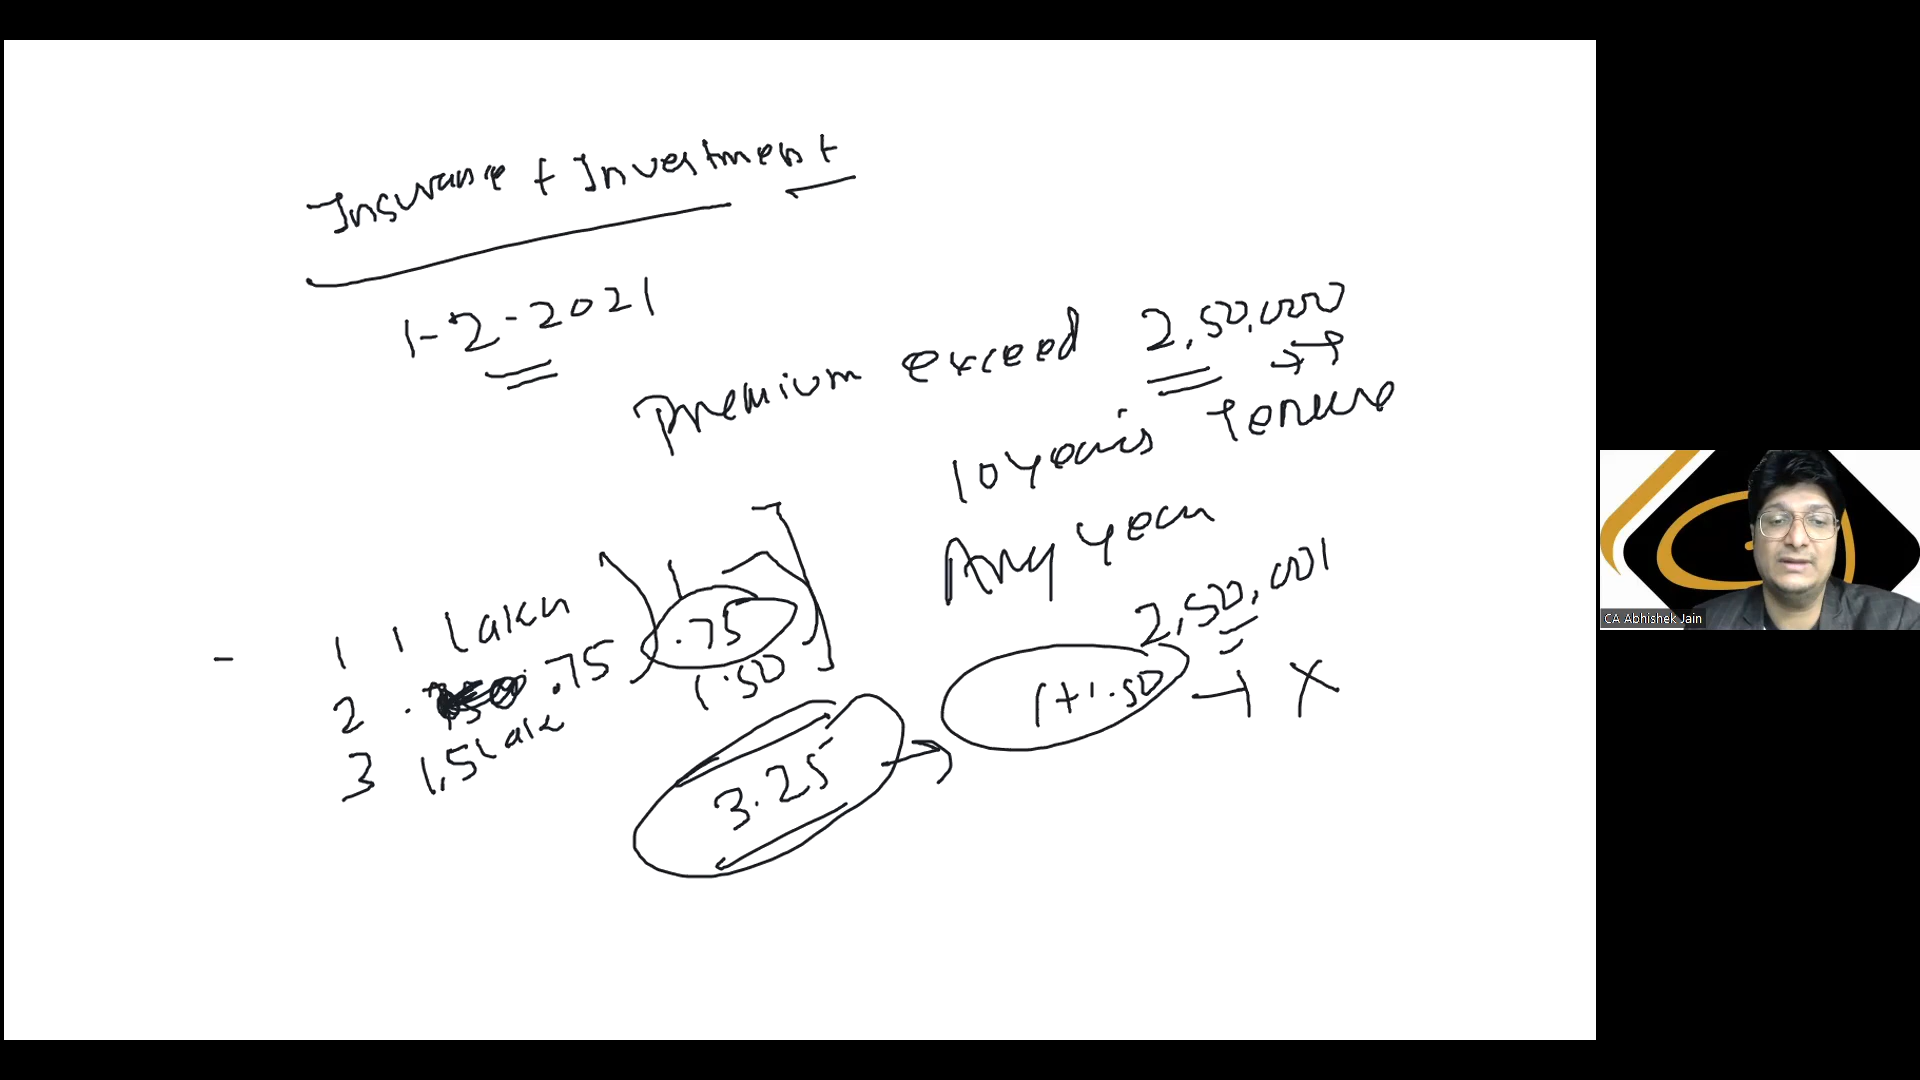 Insurance + Investment
1-2-2021
Premium exceed 2,50,000
10 years Tenure
Any year
2,50,001
1 1 lakh .75
2 .75 1.50
3 1.5 Lakh
1+1.50 → X
3.25 →
CA Abhishek Jain